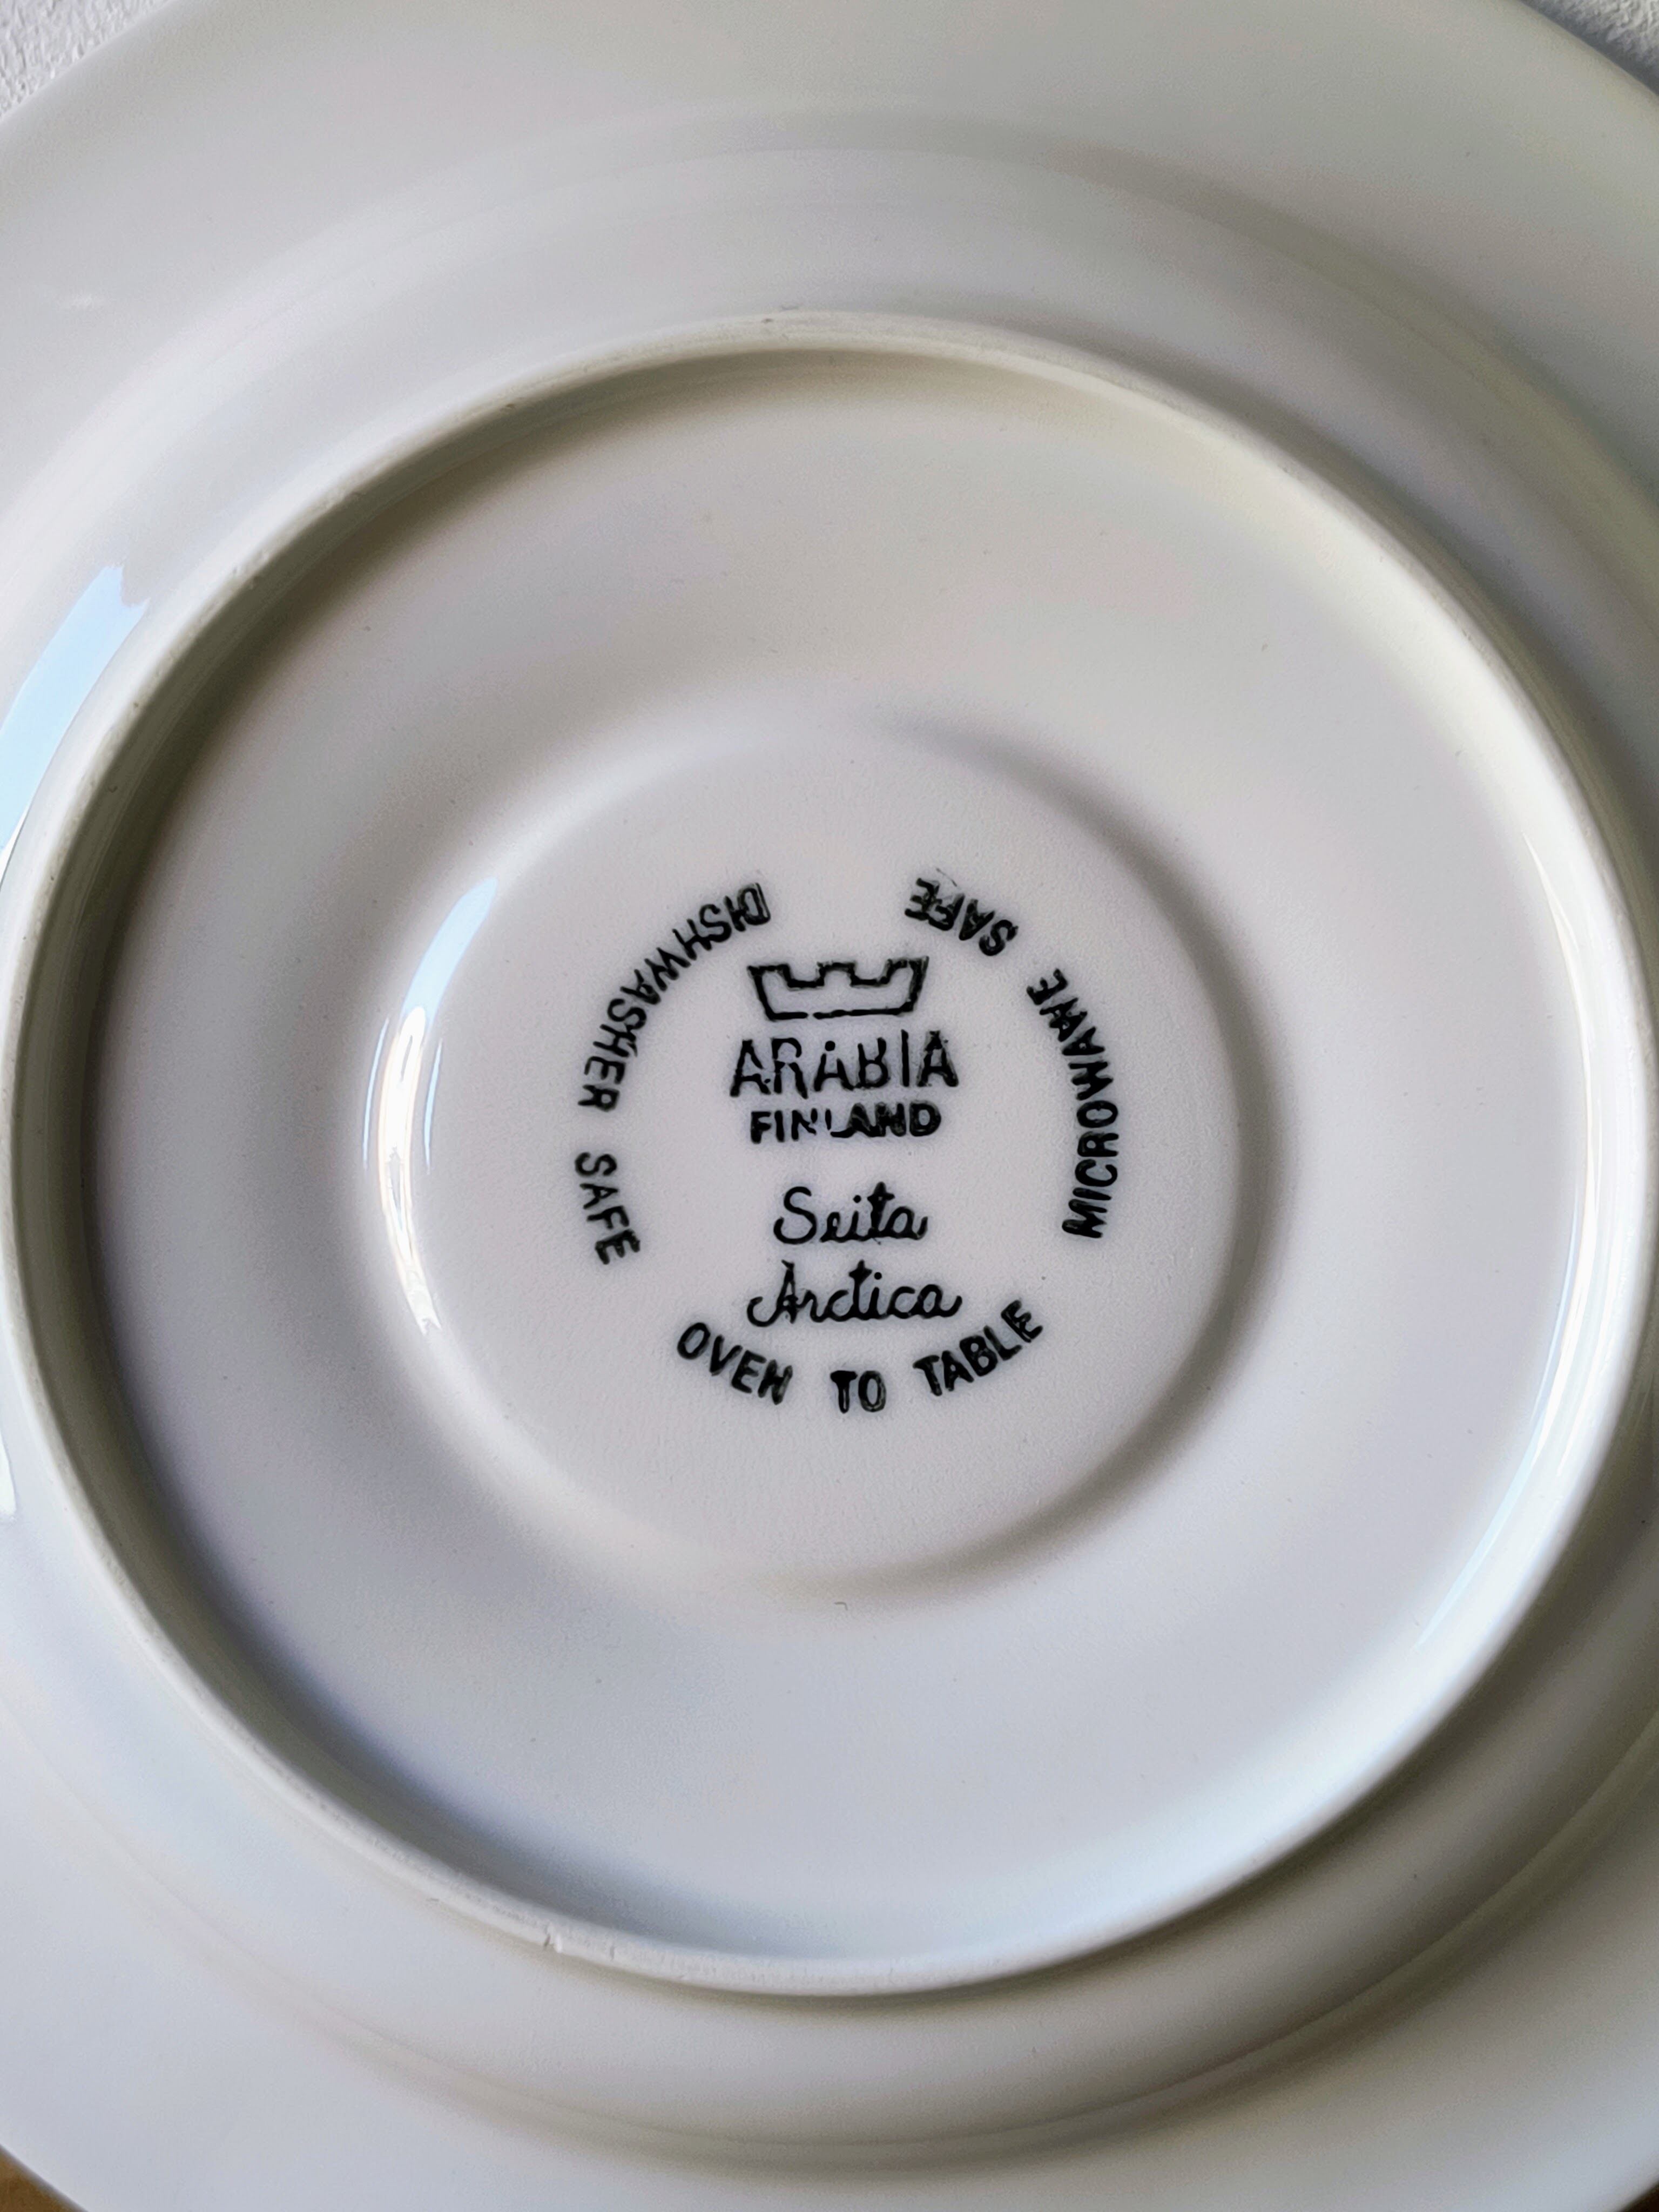 ARABIA
FINLAND
Seita
Arctica
DISHWASHER SAFE
OVEN TO TABLE
MICROWAVE SAFE